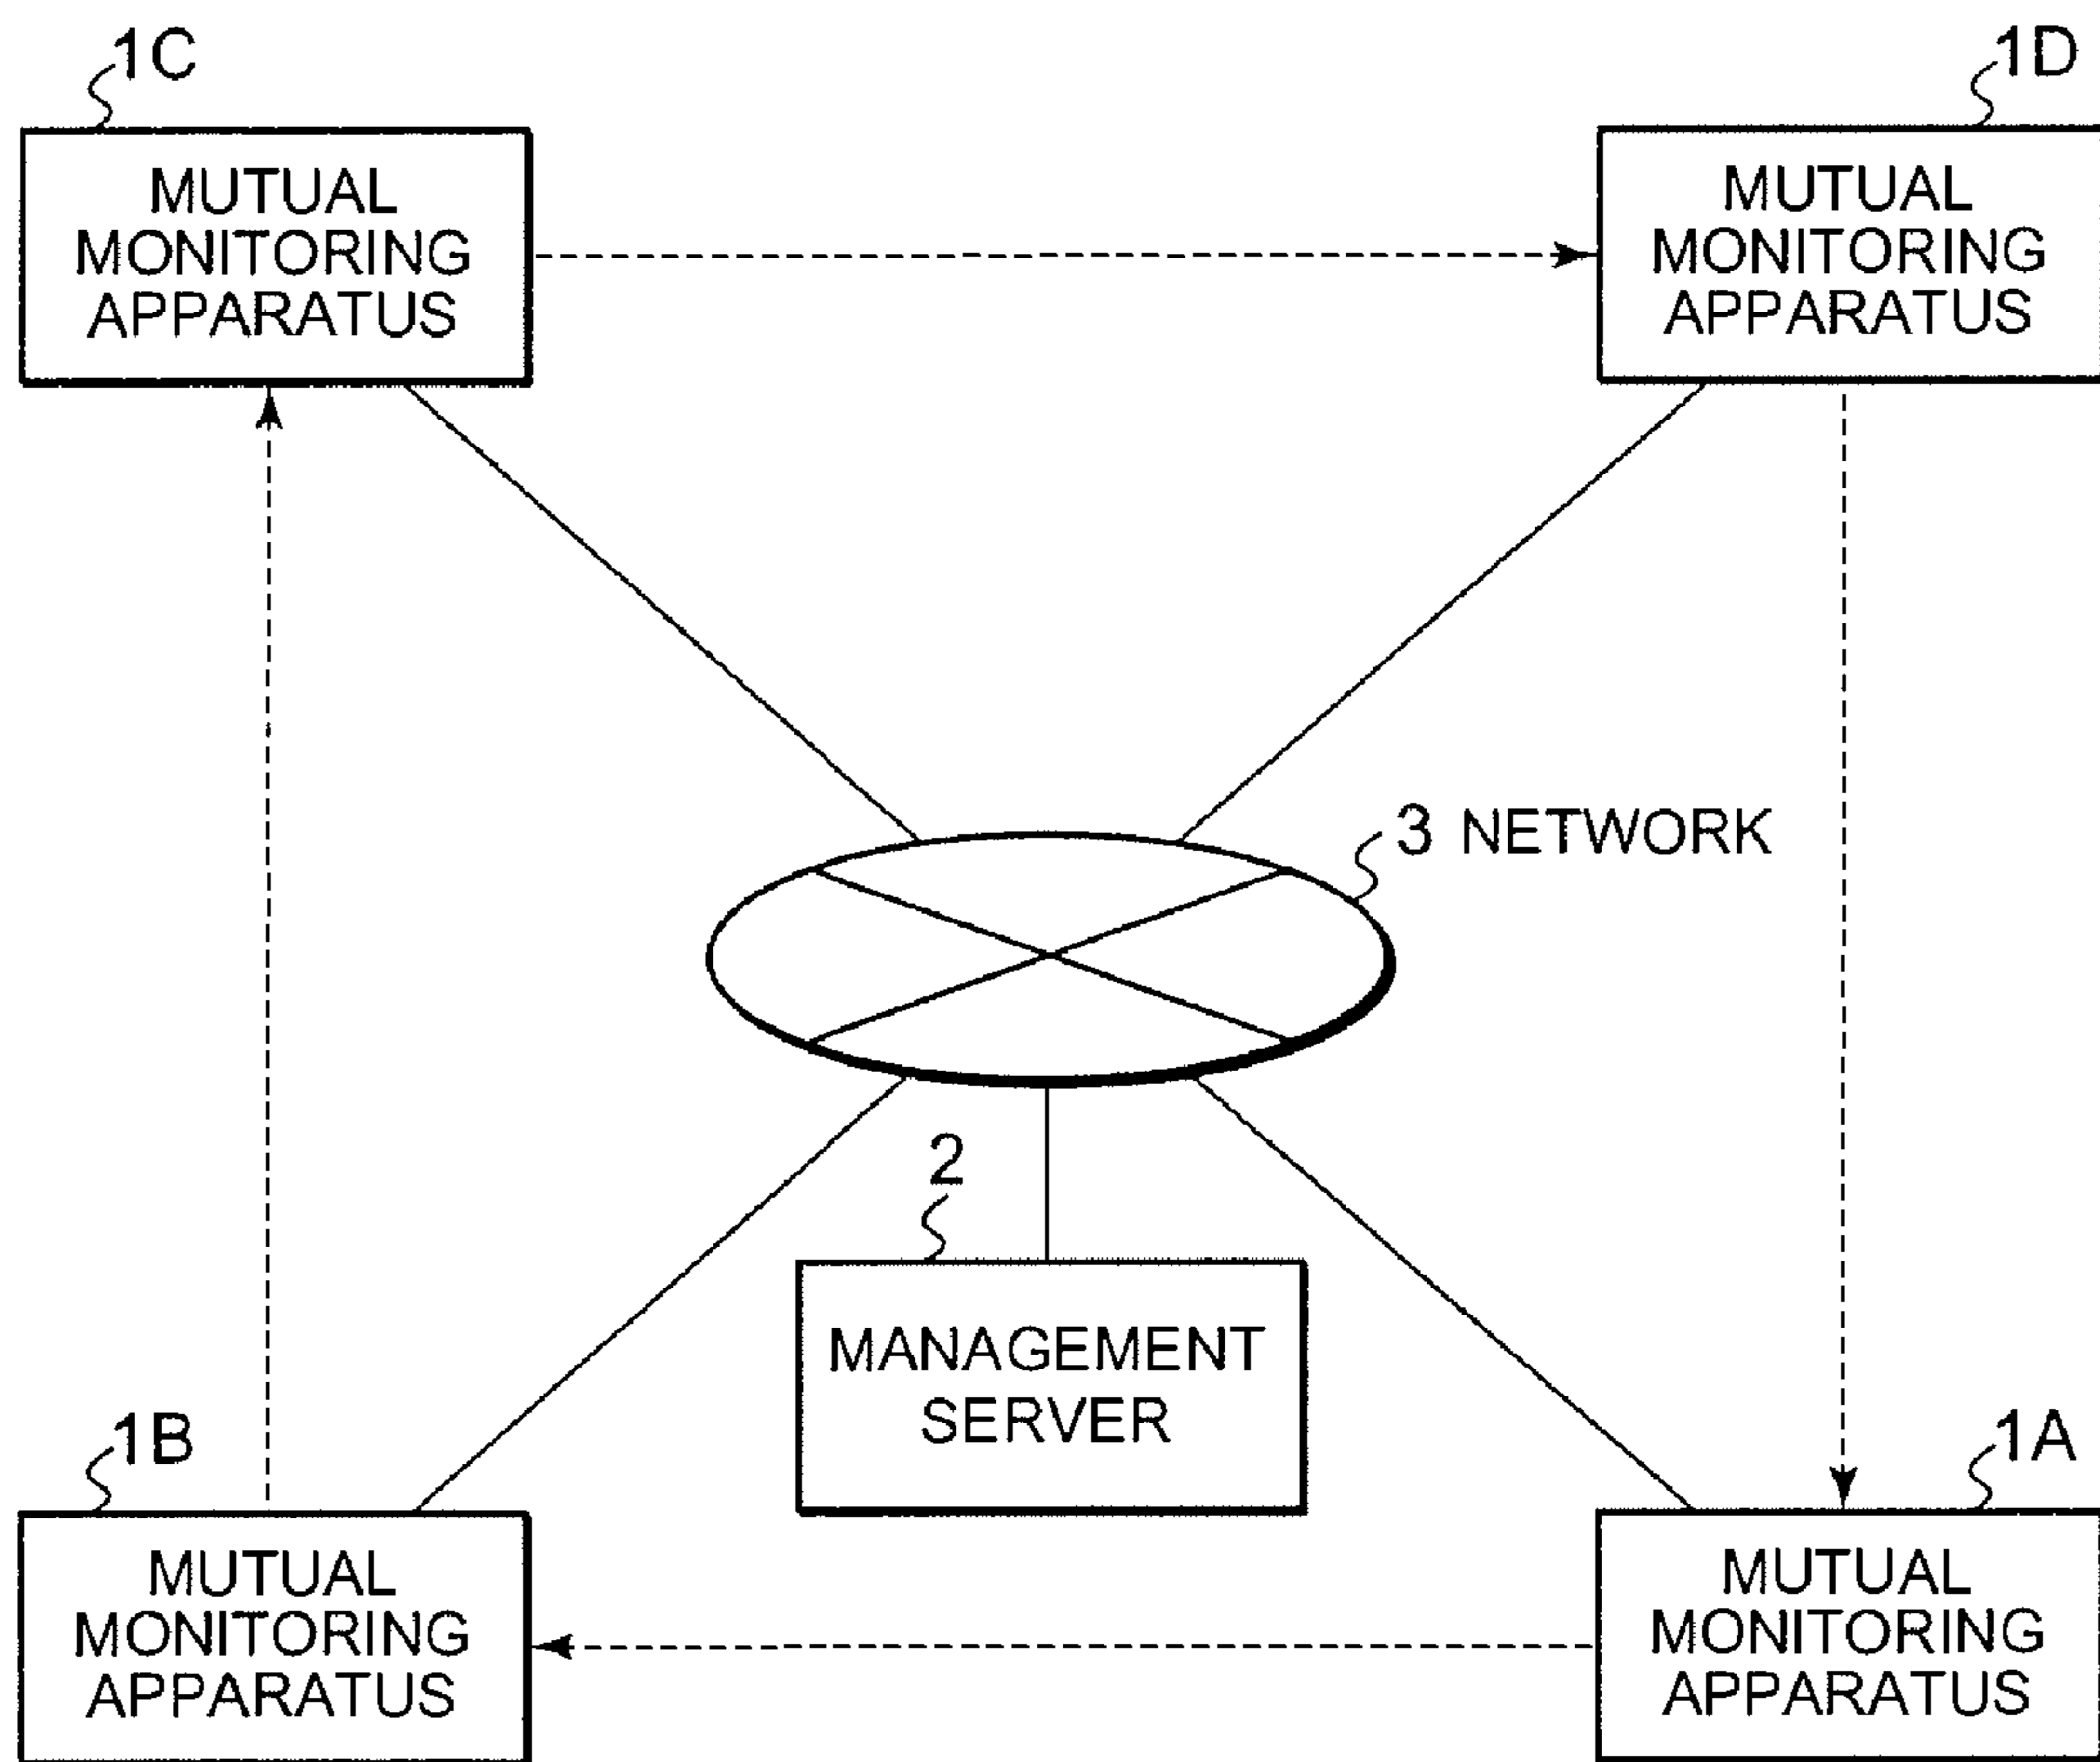 1C
1D
MUTUAL
MONITORING
APPARATUS
MUTUAL
MONITORING
APPARATUS
3 NETWORK
2
MANAGEMENT
SERVER
1B
1A
MUTUAL
MONITORING
APPARATUS
MUTUAL
MONITORING
APPARATUS